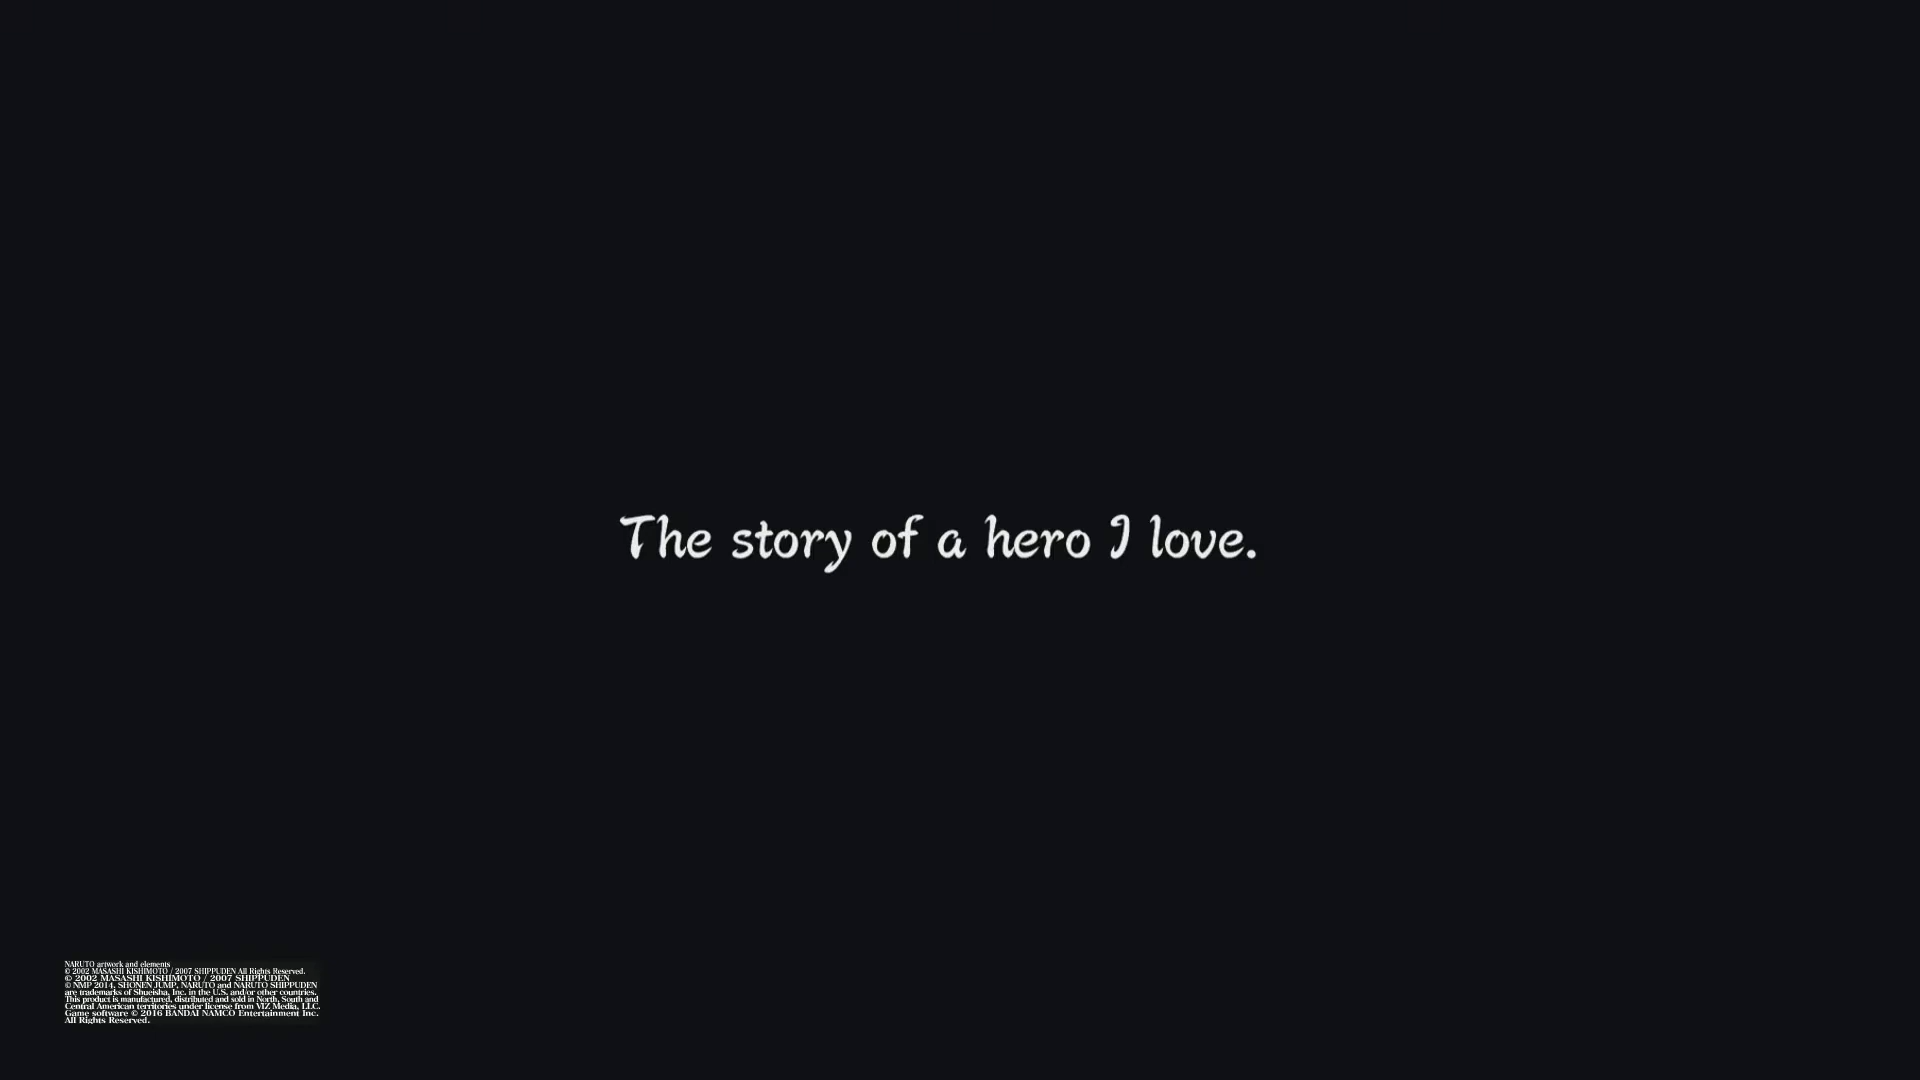 The story of a hero I love.
NARUTO artwork and elements
© 2002 MASASHI KISHIMOTO / 2007 SHIPPUDEN All Rights Reserved.
© 2002 MASASHI KISHIMOTO / 2007 SHIPPUDEN
© NMP 2014. SHONEN JUMP, NARUTO and NARUTO SHIPPUDEN
are trademarks of Shueisha, Inc. in the U.S. and/or other countries.
This product is manufactured, distributed and sold in North, South and
Central American territories under license from VIZ Media, LLC.
Game software © 2016 BANDAI NAMCO Entertainment Inc.
All Rights Reserved.